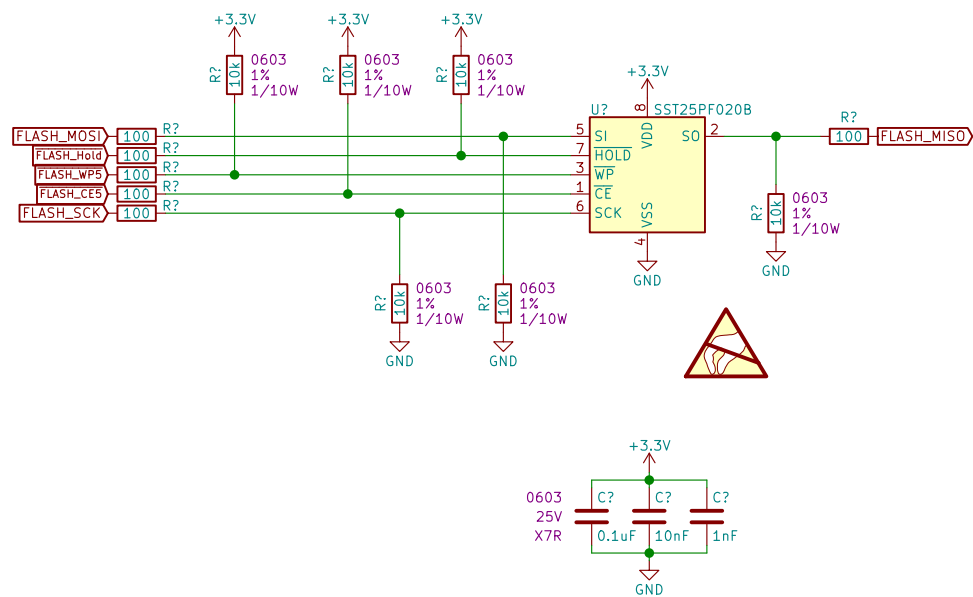 +3.3V
+3.3V
+3.3V
R?
10k
0603
1%
1/10W
R?
10k
0603
1%
1/10W
R?
10k
0603
1%
1/10W
+3.3V
U?
SST25PF020B
8
VDD
FLASH_MOSI
100
R?
5
SI
SO
2
R?
100
FLASH_MISO
FLASH_Hold
100
7
HOLD
FLASH_WP5
100
R?
3
WP
FLASH_CE5
100
R?
1
CE
FLASH_SCK
100
R?
6
SCK
VSS
4
GND
R?
10k
0603
1%
1/10W
GND
R?
10k
0603
1%
1/10W
GND
R?
10k
0603
1%
1/10W
GND
+3.3V
0603
25V
X7R
C?
0.1uF
C?
10nF
C?
1nF
GND